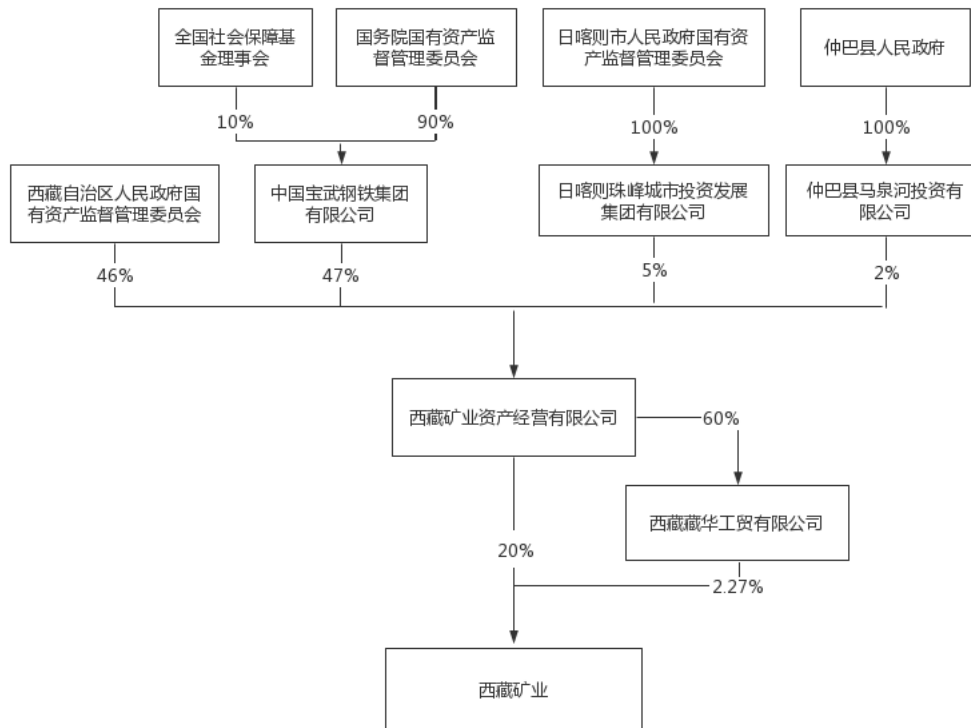 全国社会保障基
金理事会
国务院国有资产监
督管理委员会
日喀则市人民政府国有资
产监督管理委员会
仲巴县人民政府
10%
90%
100%
100%
西藏自治区人民政府国
有资产监督管理委员会
中国宝武钢铁集团
有限公司
日喀则珠峰城市投资发展
集团有限公司
仲巴县马泉河投资有
限公司
46%
47%
5%
2%
西藏矿业资产经营有限公司
60%
西藏藏华工贸有限公司
20%
2.27%
西藏矿业